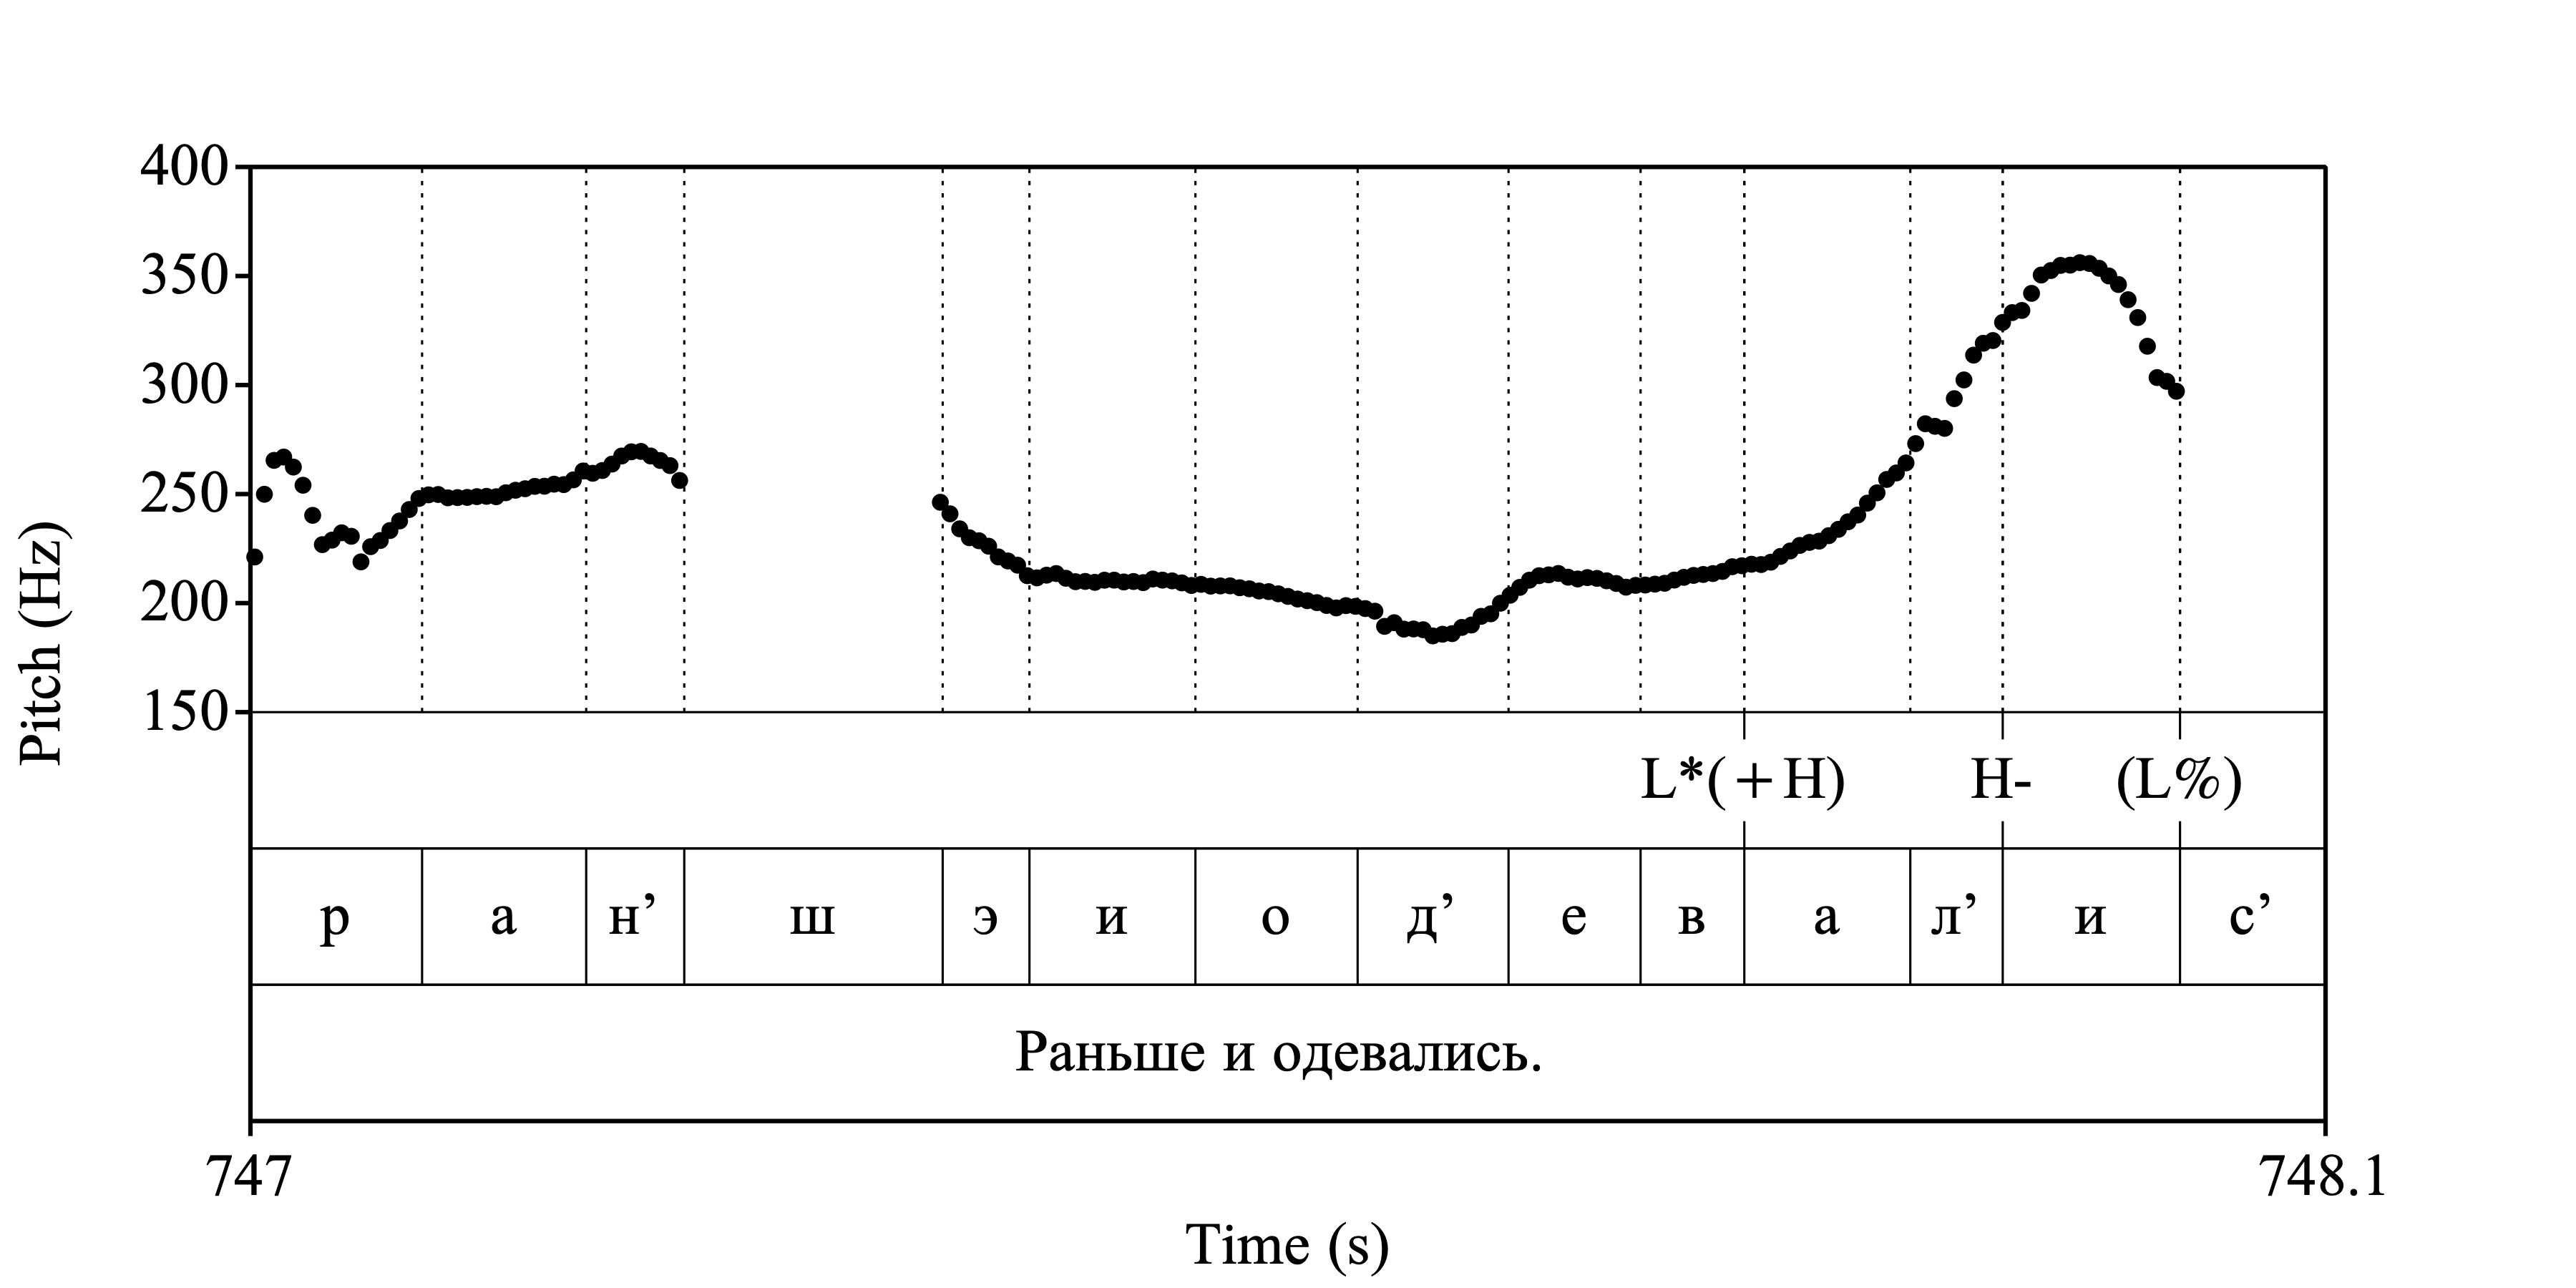 400
350
300
250
200
150
Pitch (Hz)
L*(+H) H- (L%)
р а н’ ш э и о д’ е в а л’ и с’
Раньше и одевались.
747 748.1
Time (s)